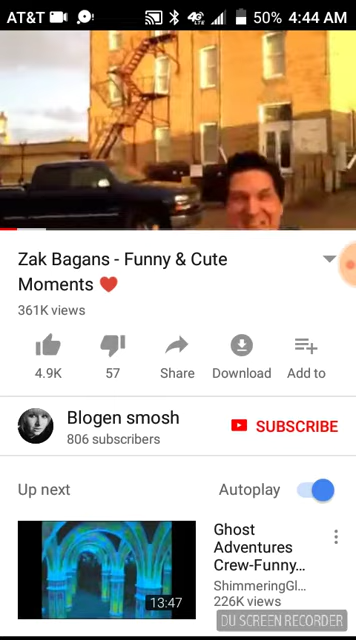 AT&T 4G LTE 50% 4:44 AM
Zak Bagans - Funny & Cute
Moments ❤️
361K views
4.9K 57 Share Download Add to
Blogen smosh
SUBSCRIBE
806 subscribers
Up next Autoplay
Ghost
Adventures
Crew-Funny...
ShimmeringGl...
226K views
13:47
DU SCREEN RECORDER